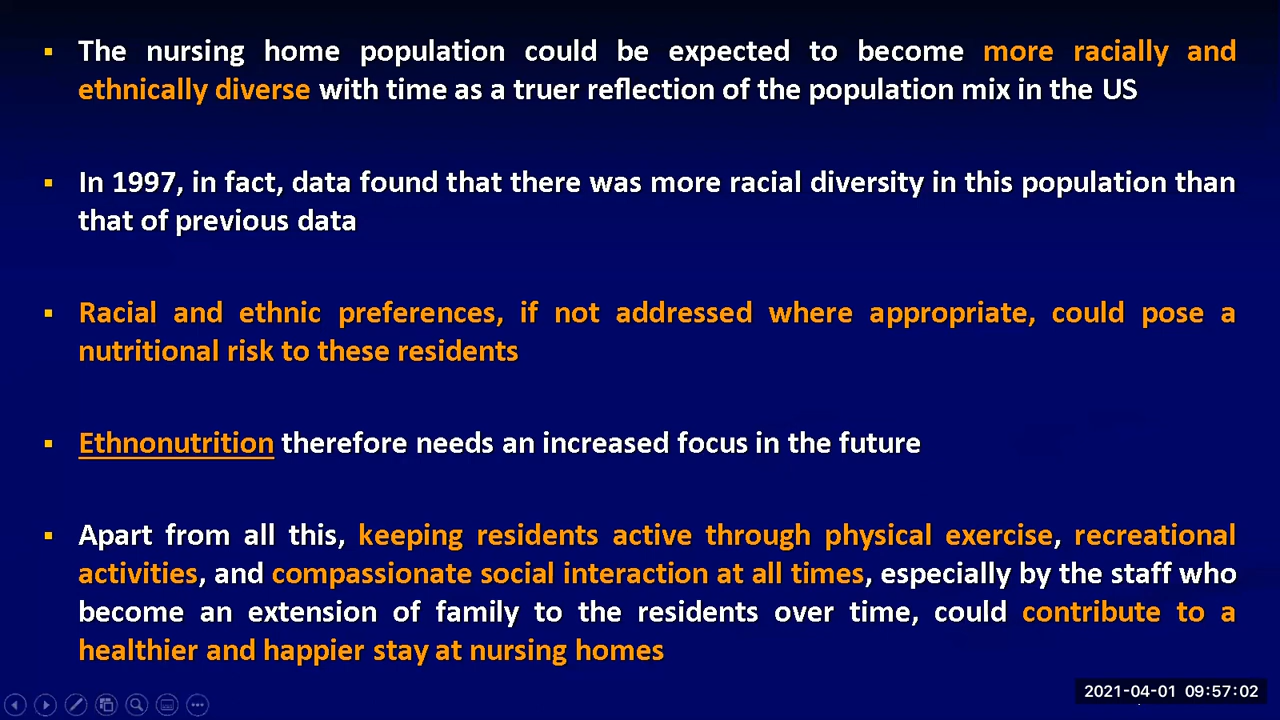 ▪ The nursing home population could be expected to become more racially and
ethnically diverse with time as a truer reflection of the population mix in the US
▪ In 1997, in fact, data found that there was more racial diversity in this population than
that of previous data
▪ Racial and ethnic preferences, if not addressed where appropriate, could pose a
nutritional risk to these residents
▪ Ethnonutrition therefore needs an increased focus in the future
▪ Apart from all this, keeping residents active through physical exercise, recreational
activities, and compassionate social interaction at all times, especially by the staff who
become an extension of family to the residents over time, could contribute to a
healthier and happier stay at nursing homes
2021-04-01 09:57:02